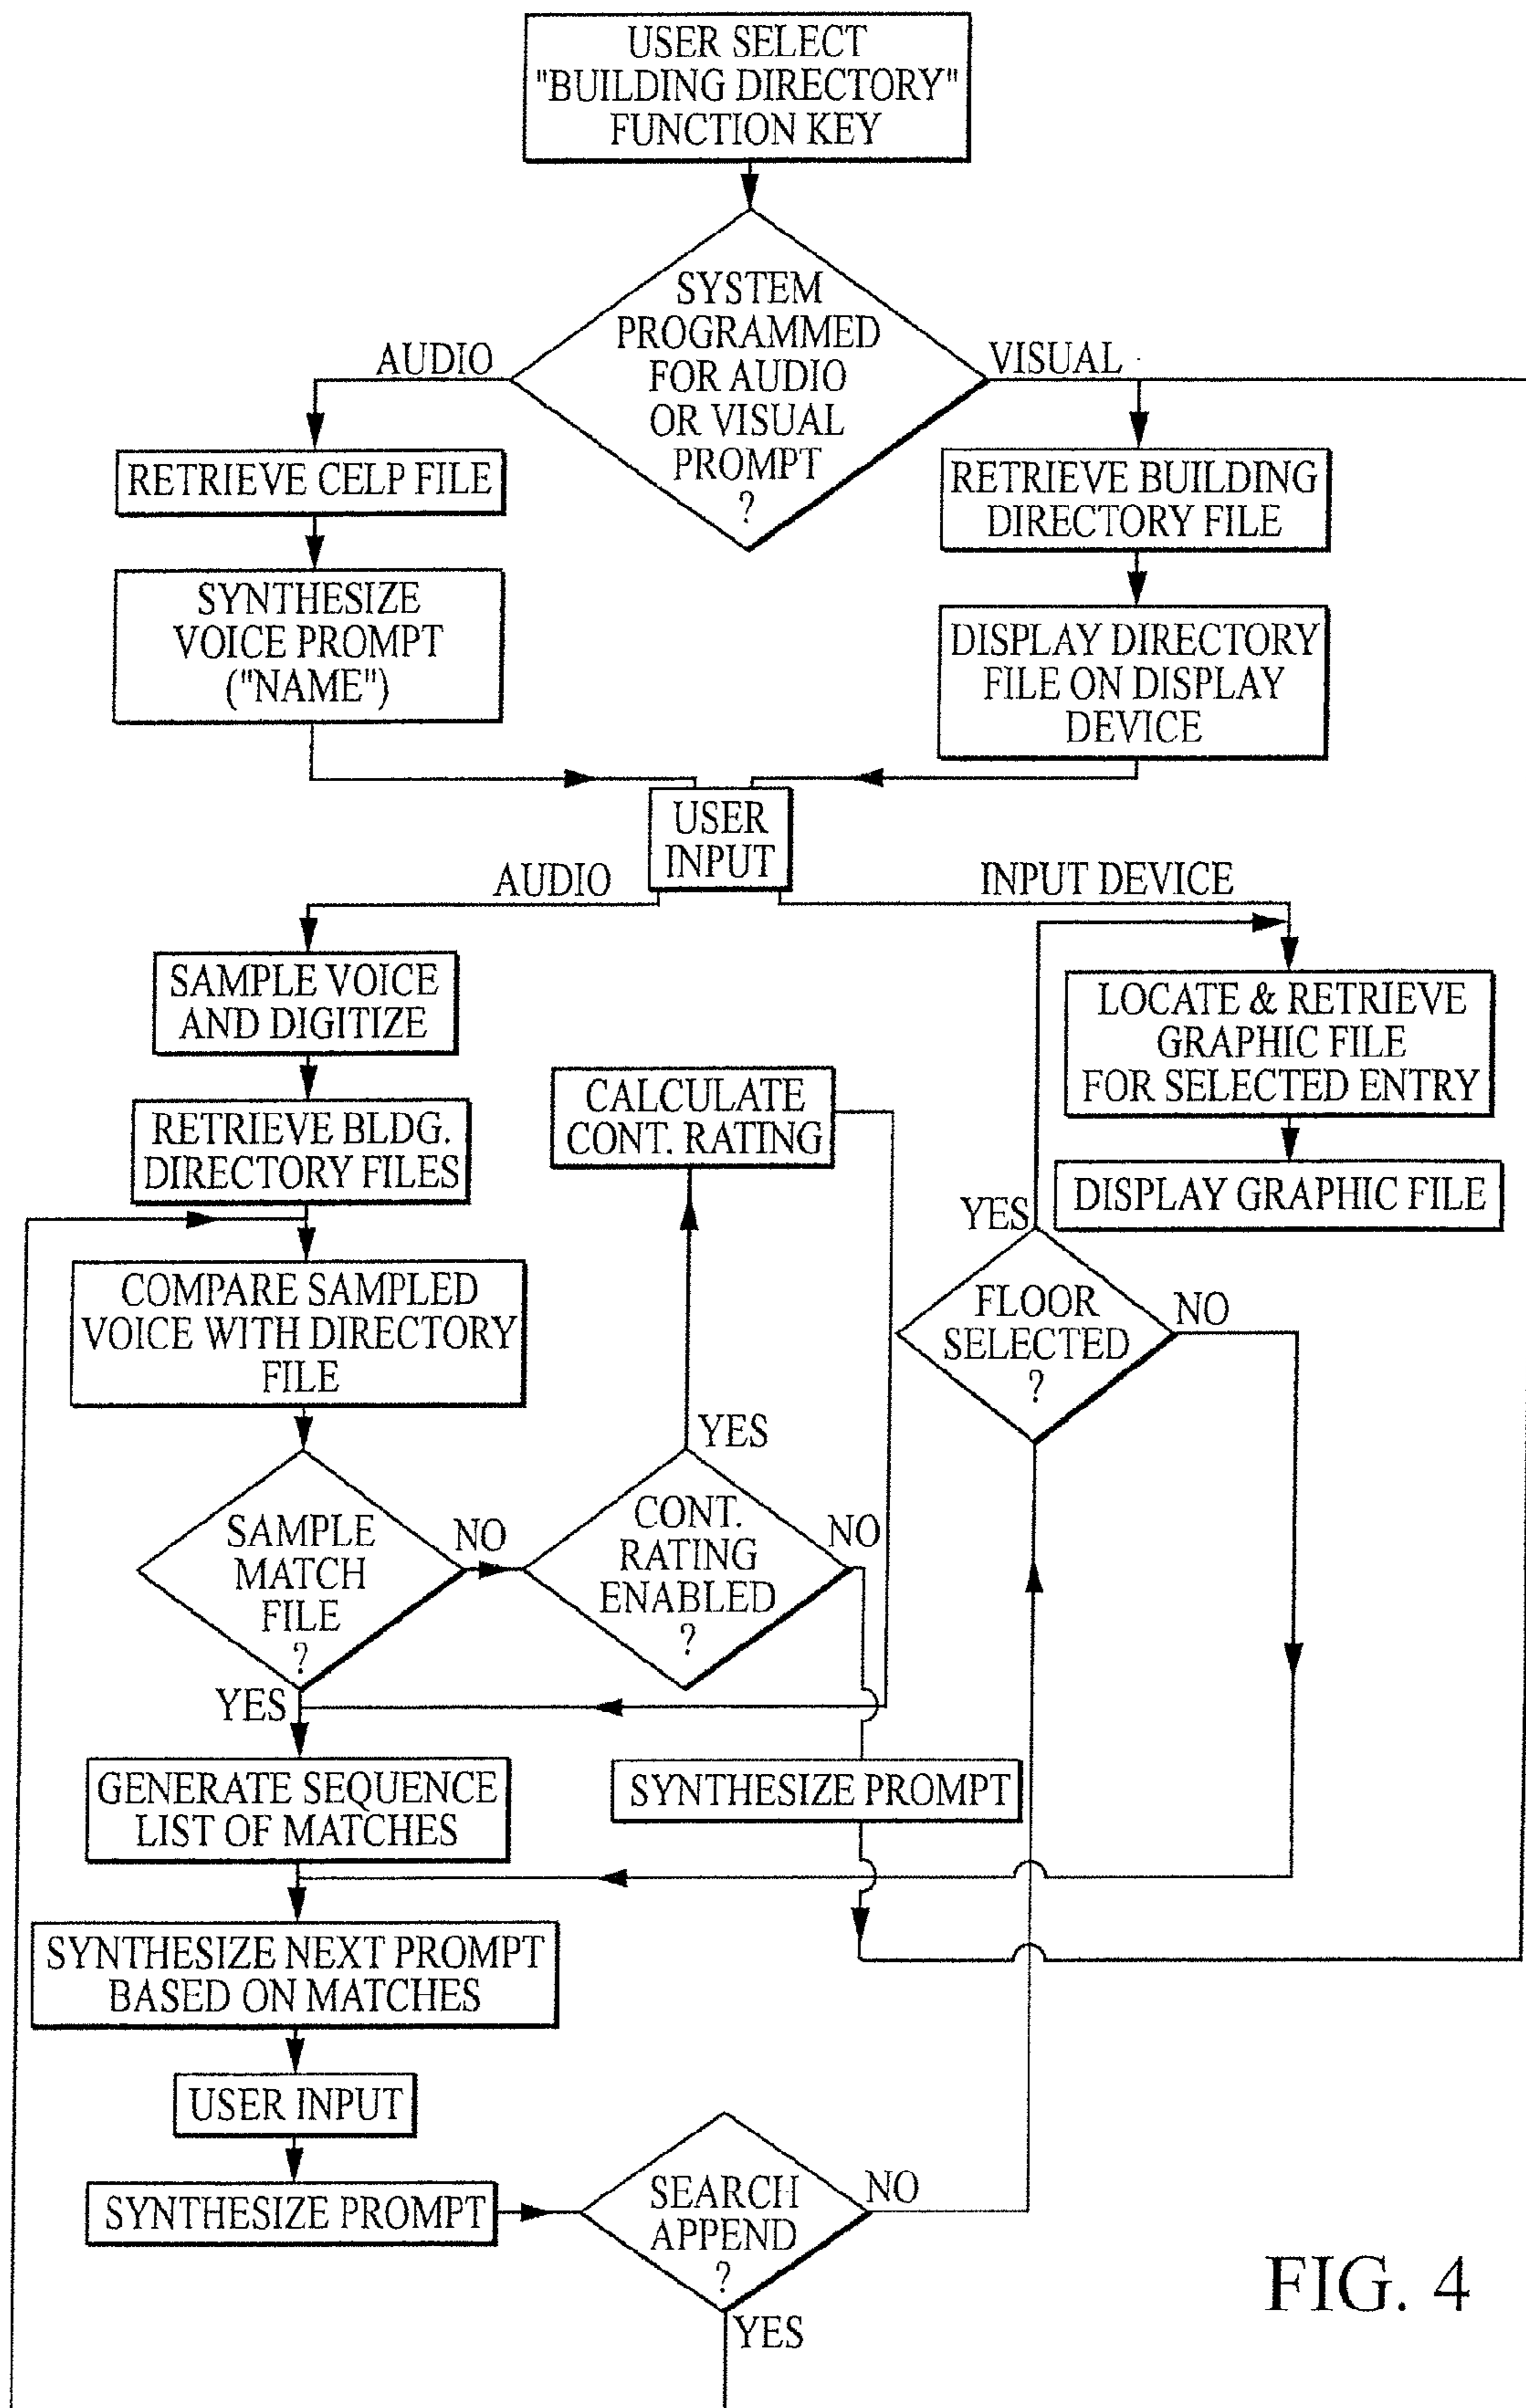 USER SELECT
"BUILDING DIRECTORY"
FUNCTION KEY
SYSTEM
PROGRAMMED
FOR AUDIO
OR VISUAL
PROMPT
?
AUDIO
VISUAL
RETRIEVE CELP FILE
RETRIEVE BUILDING
DIRECTORY FILE
SYNTHESIZE
VOICE PROMPT
("NAME")
DISPLAY DIRECTORY
FILE ON DISPLAY
DEVICE
USER
INPUT
AUDIO
INPUT DEVICE
SAMPLE VOICE
AND DIGITIZE
LOCATE & RETRIEVE
GRAPHIC FILE
FOR SELECTED ENTRY
RETRIEVE BLDG.
DIRECTORY FILES
CALCULATE
CONT. RATING
DISPLAY GRAPHIC FILE
YES
COMPARE SAMPLED
VOICE WITH DIRECTORY
FILE
FLOOR
SELECTED
?
NO
YES
SAMPLE
MATCH
FILE
?
NO
CONT.
RATING
ENABLED
?
NO
YES
GENERATE SEQUENCE
LIST OF MATCHES
SYNTHESIZE PROMPT
SYNTHESIZE NEXT PROMPT
BASED ON MATCHES
USER INPUT
SYNTHESIZE PROMPT
SEARCH
APPEND
?
NO
YES
FIG. 4